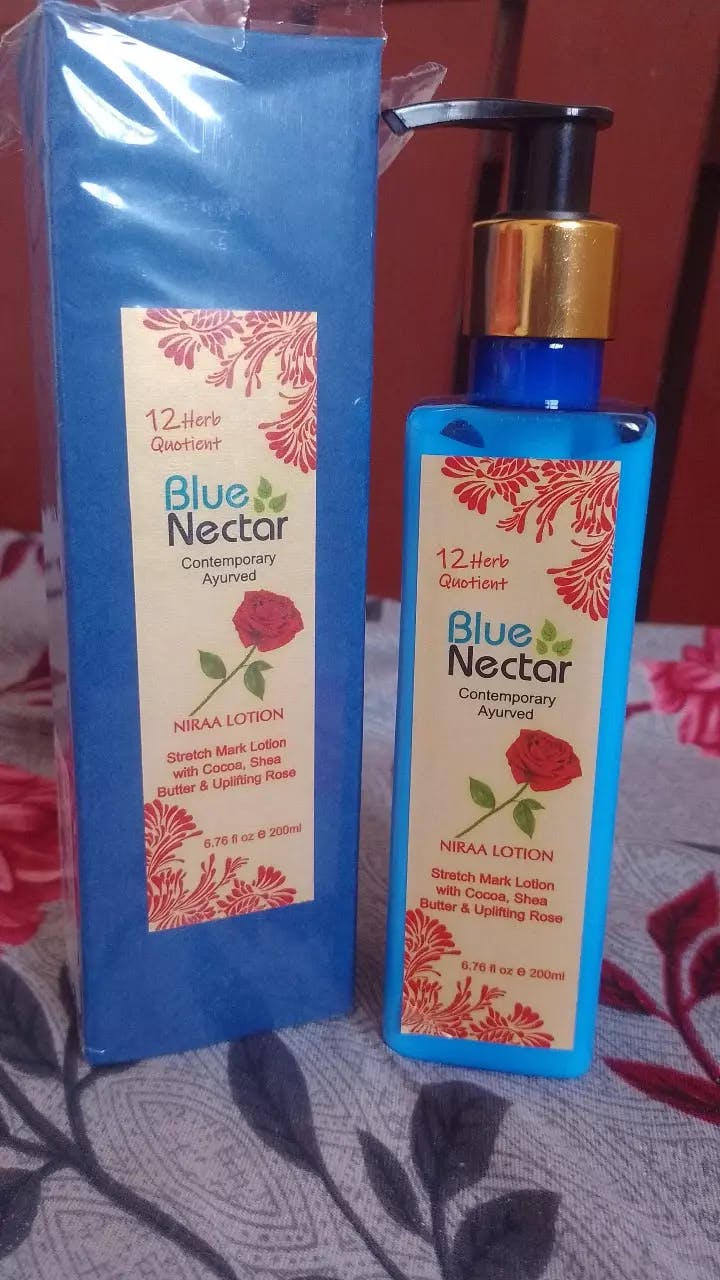 12 Herb
Quotient
Blue
Nectar
Contemporary
Ayurved
NIRAA LOTION
Stretch Mark Lotion
with Cocoa, Shea
Butter & Uplifting Rose
6.76 fl oz e 200ml
12 Herb
Quotient
Blue
Nectar
Contemporary
Ayurved
NIRAA LOTION
Stretch Mark Lotion
with Cocoa, Shea
Butter & Uplifting Rose
6.76 fl oz e 200ml